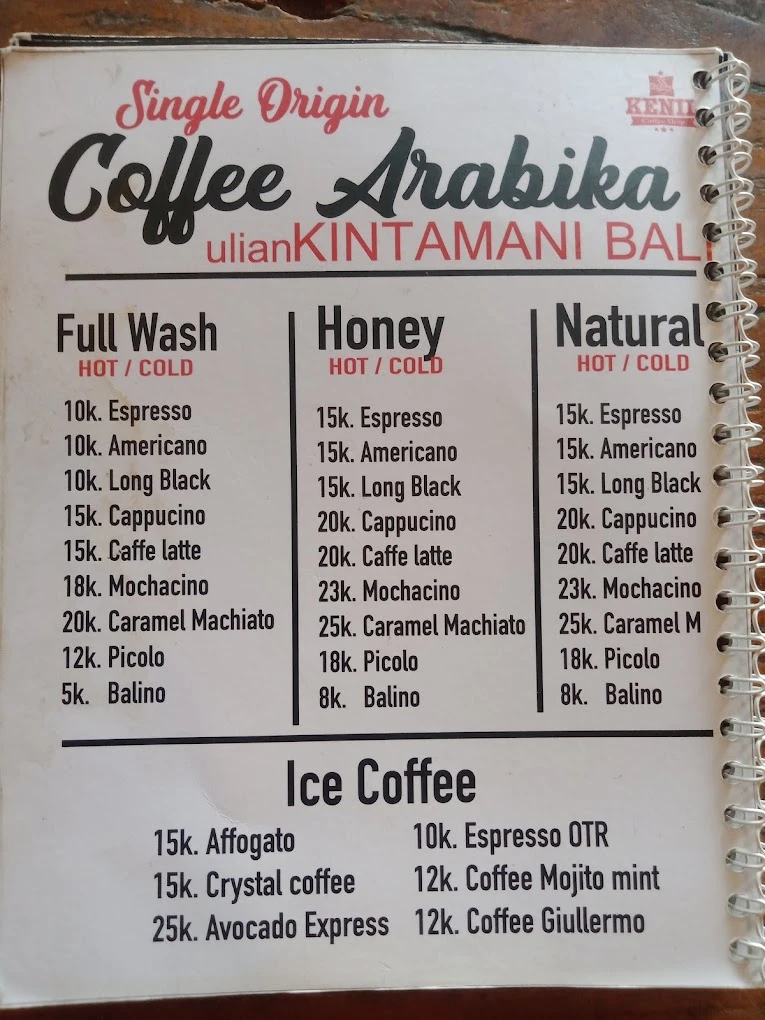 Single Origin
Coffee Arabika
ulianKINTAMANI BALI
Coffee Shop
Full Wash
HOT / COLD
10k. Espresso
10k. Americano
10k. Long Black
15k. Cappucino
15k. Caffe latte
18k. Mochacino
20k. Caramel Machiato
12k. Picolo
5k. Balino
Honey
HOT / COLD
15k. Espresso
15k. Americano
15k. Long Black
20k. Cappucino
20k. Caffe latte
23k. Mochacino
25k. Caramel Machiato
18k. Picolo
8k. Balino
Natural
HOT / COLD
15k. Espresso
15k. Americano
15k. Long Black
20k. Cappucino
20k. Caffe latte
23k. Mochacino
25k. Caramel M
18k. Picolo
8k. Balino
Ice Coffee
15k. Affogato
15k. Crystal coffee
25k. Avocado Express
10k. Espresso OTR
12k. Coffee Mojito mint
12k. Coffee Giullermo